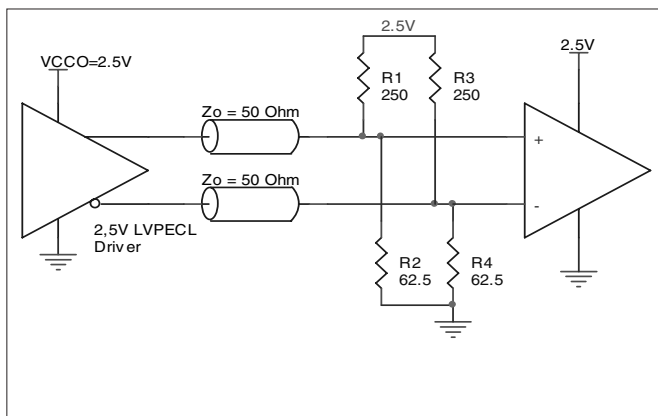 2.5V
VCCO=2.5V
2.5V
R1
250
R3
250
Zo = 50 Ohm
+
Zo = 50 Ohm
-
2,5V LVPECL
Driver
R2
62.5
R4
62.5